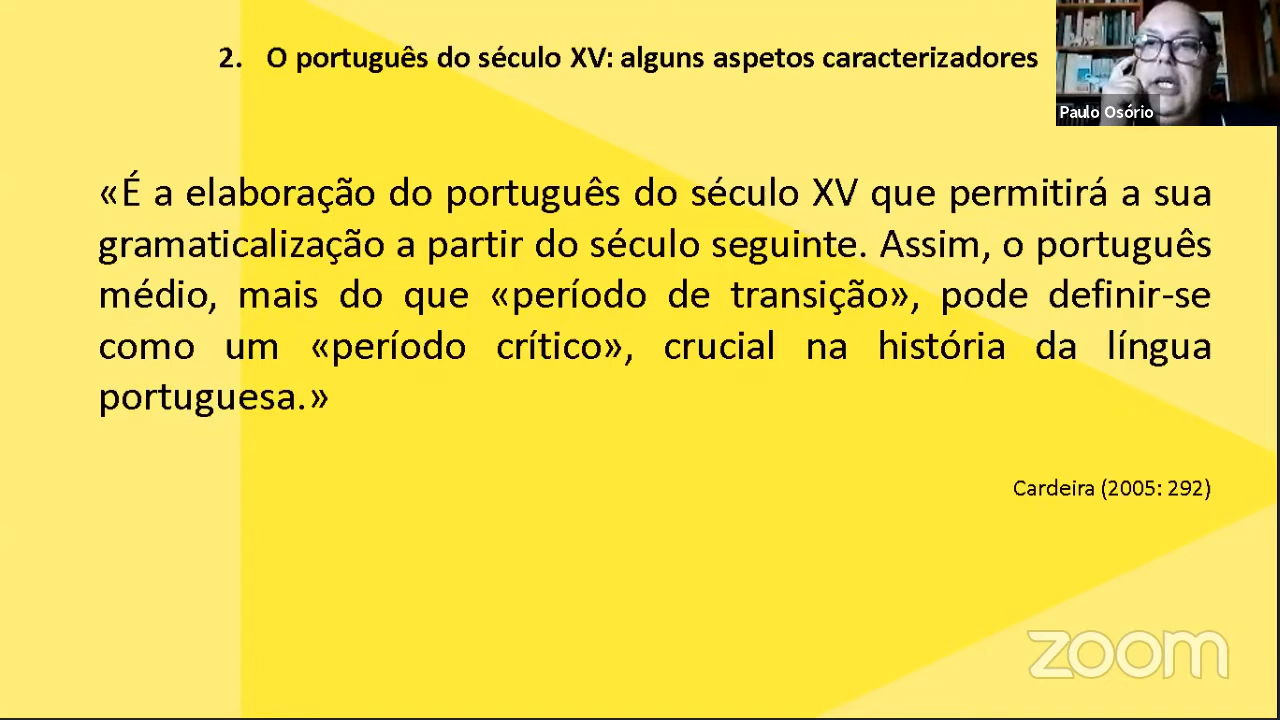 2. O português do século XV: alguns aspetos caracterizadores
Paulo Osório
«É a elaboração do português do século XV que permitirá a sua
gramaticalização a partir do século seguinte. Assim, o português
médio, mais do que «período de transição», pode definir-se
como um «período crítico», crucial na história da língua
portuguesa.»
Cardeira (2005: 292)
zoom